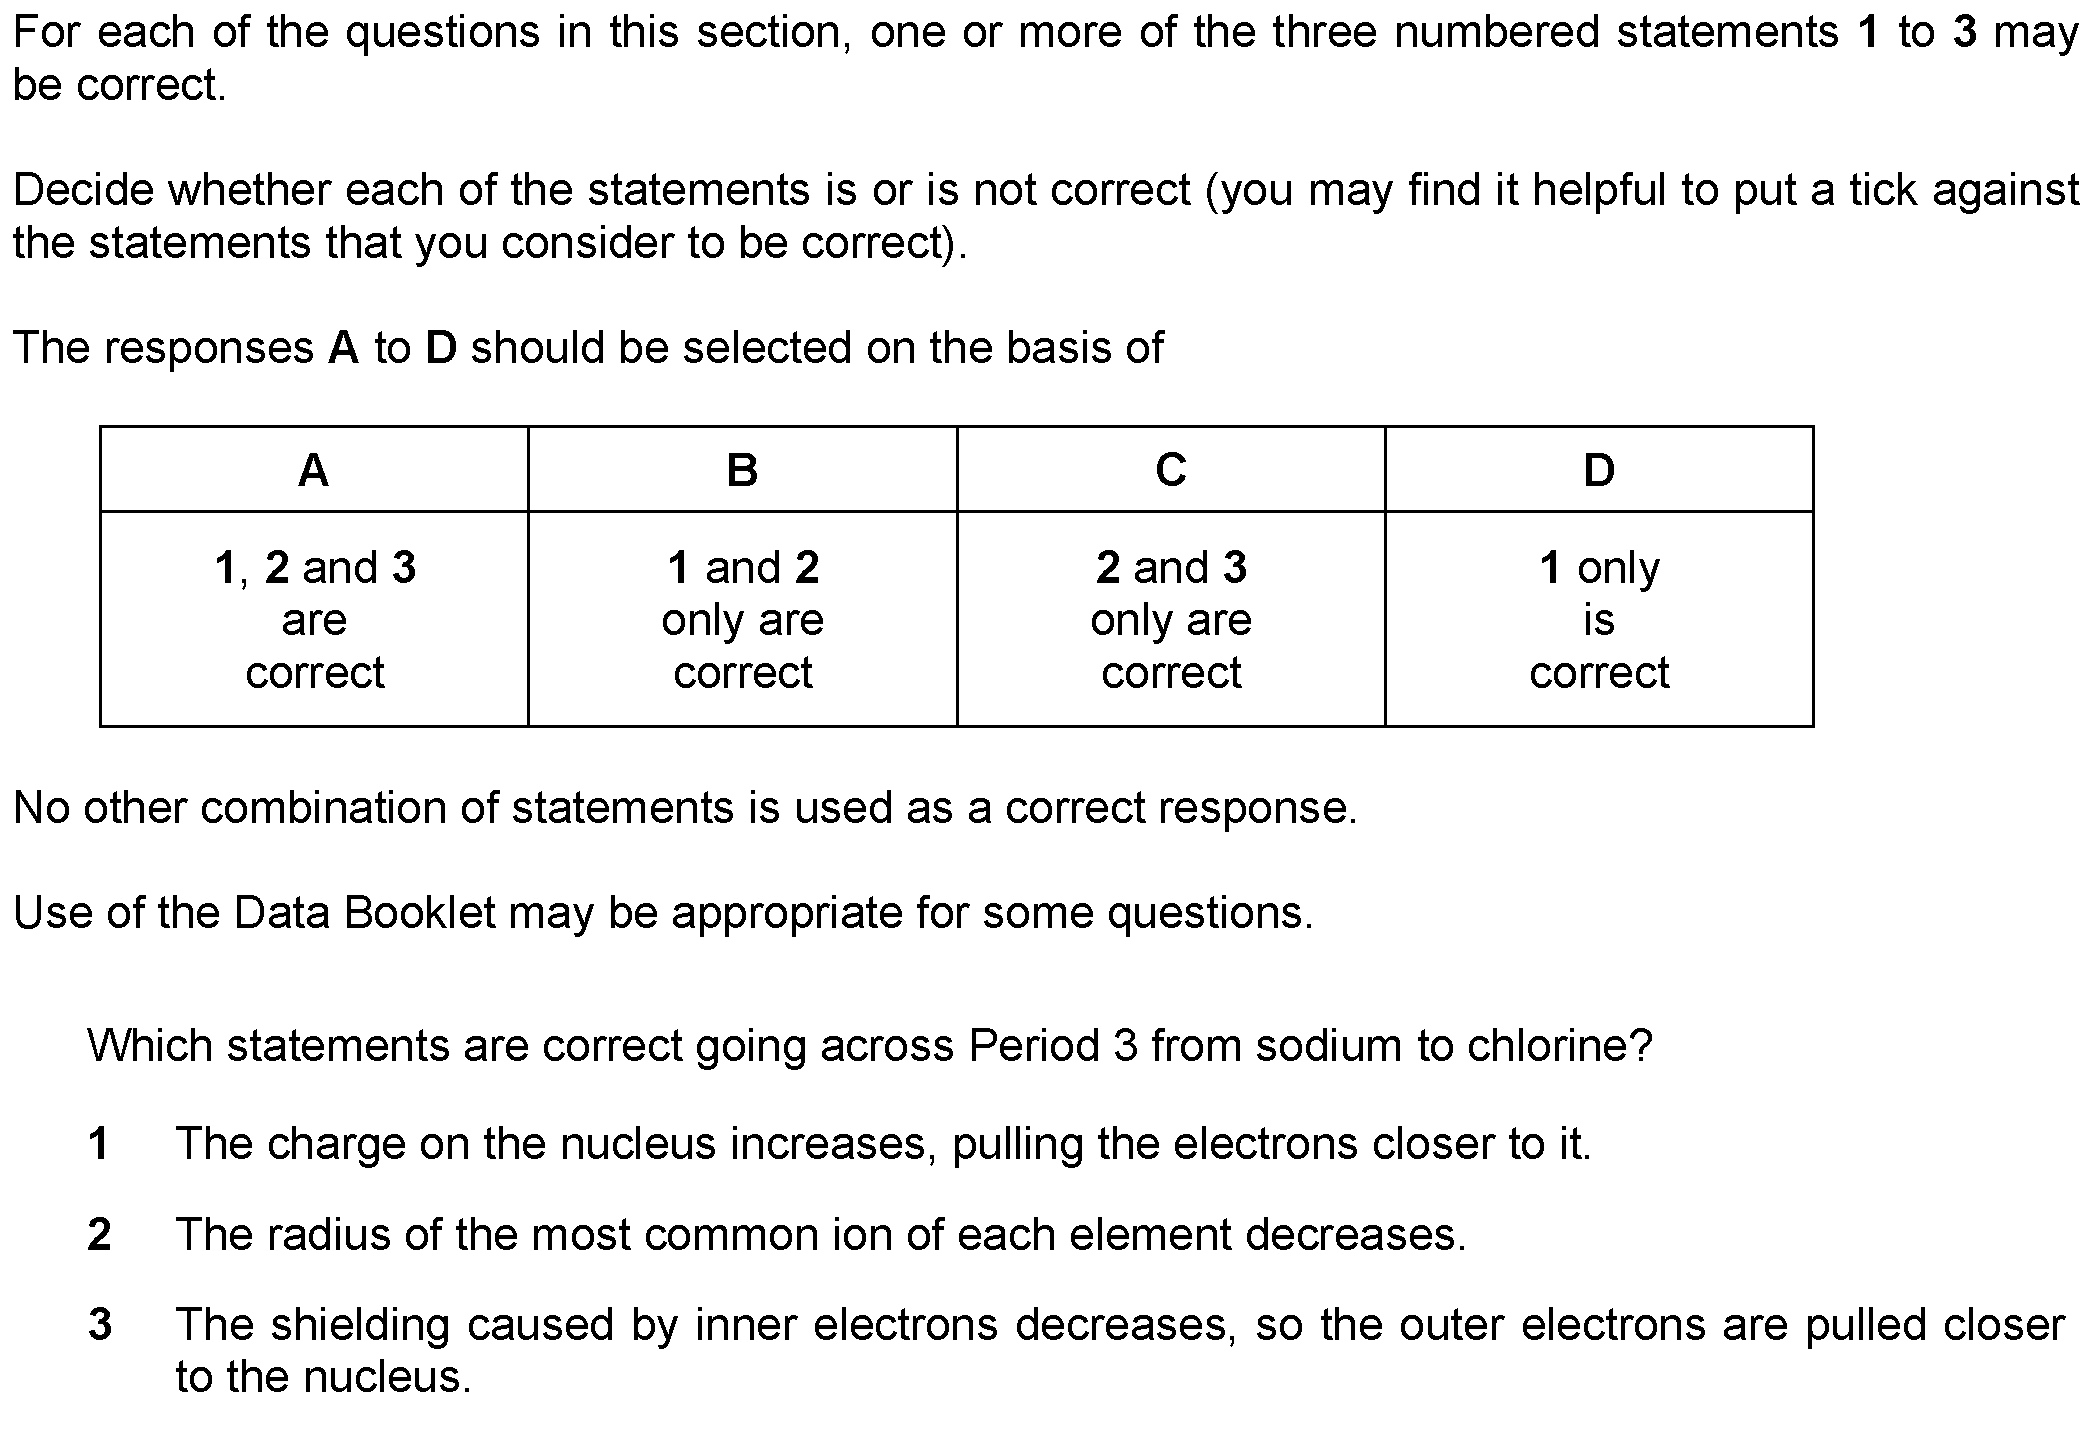 For each of the questions in this section, one or more of the three numbered statements 1 to 3 may
be correct.
Decide whether each of the statements is or is not correct (you may find it helpful to put a tick against
the statements that you consider to be correct).
The responses A to D should be selected on the basis of
A B C D
1, 2 and 3 1 and 2 2 and 3 1 only
are only are only are is
correct correct correct correct
No other combination of statements is used as a correct response.
Use of the Data Booklet may be appropriate for some questions.
Which statements are correct going across Period 3 from sodium to chlorine?
1 The charge on the nucleus increases, pulling the electrons closer to it.
2 The radius of the most common ion of each element decreases.
3 The shielding caused by inner electrons decreases, so the outer electrons are pulled closer
to the nucleus.